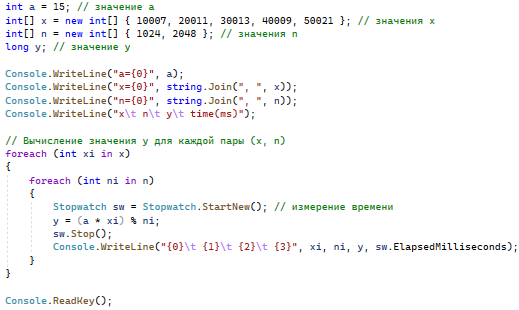 int a = 15; // значение a
int[] x = new int[] { 10007, 20011, 30013, 40009, 50021 }; // значения x
int[] n = new int[] { 1024, 2048 }; // значения n
long y; // значение y
Console.WriteLine("a={0}", a);
Console.WriteLine("x={0}", string.Join(", ", x));
Console.WriteLine("n={0}", string.Join(", ", n));
Console.WriteLine("x\t n\t y\t time(ms)");
// Вычисление значения y для каждой пары (x, n)
foreach (int xi in x)
{
foreach (int ni in n)
{
Stopwatch sw = Stopwatch.StartNew(); // измерение времени
y = (a * xi) % ni;
sw.Stop();
Console.WriteLine("{0}\t {1}\t {2}\t {3}", xi, ni, y, sw.ElapsedMilliseconds);
}
}
Console.ReadKey();